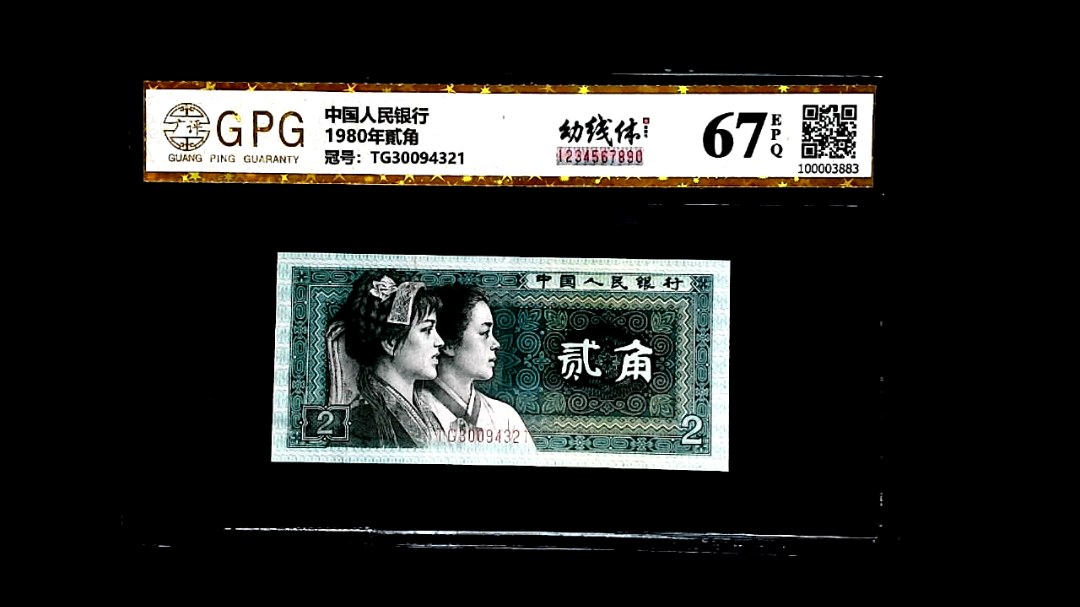 GPG
GUANG PING GUARANTY
中国人民银行
1980年贰角
冠号：TG30094321
幼线体
1234567890
67
EPQ
100003883
中国人民银行
贰角
2
TG30094321
2